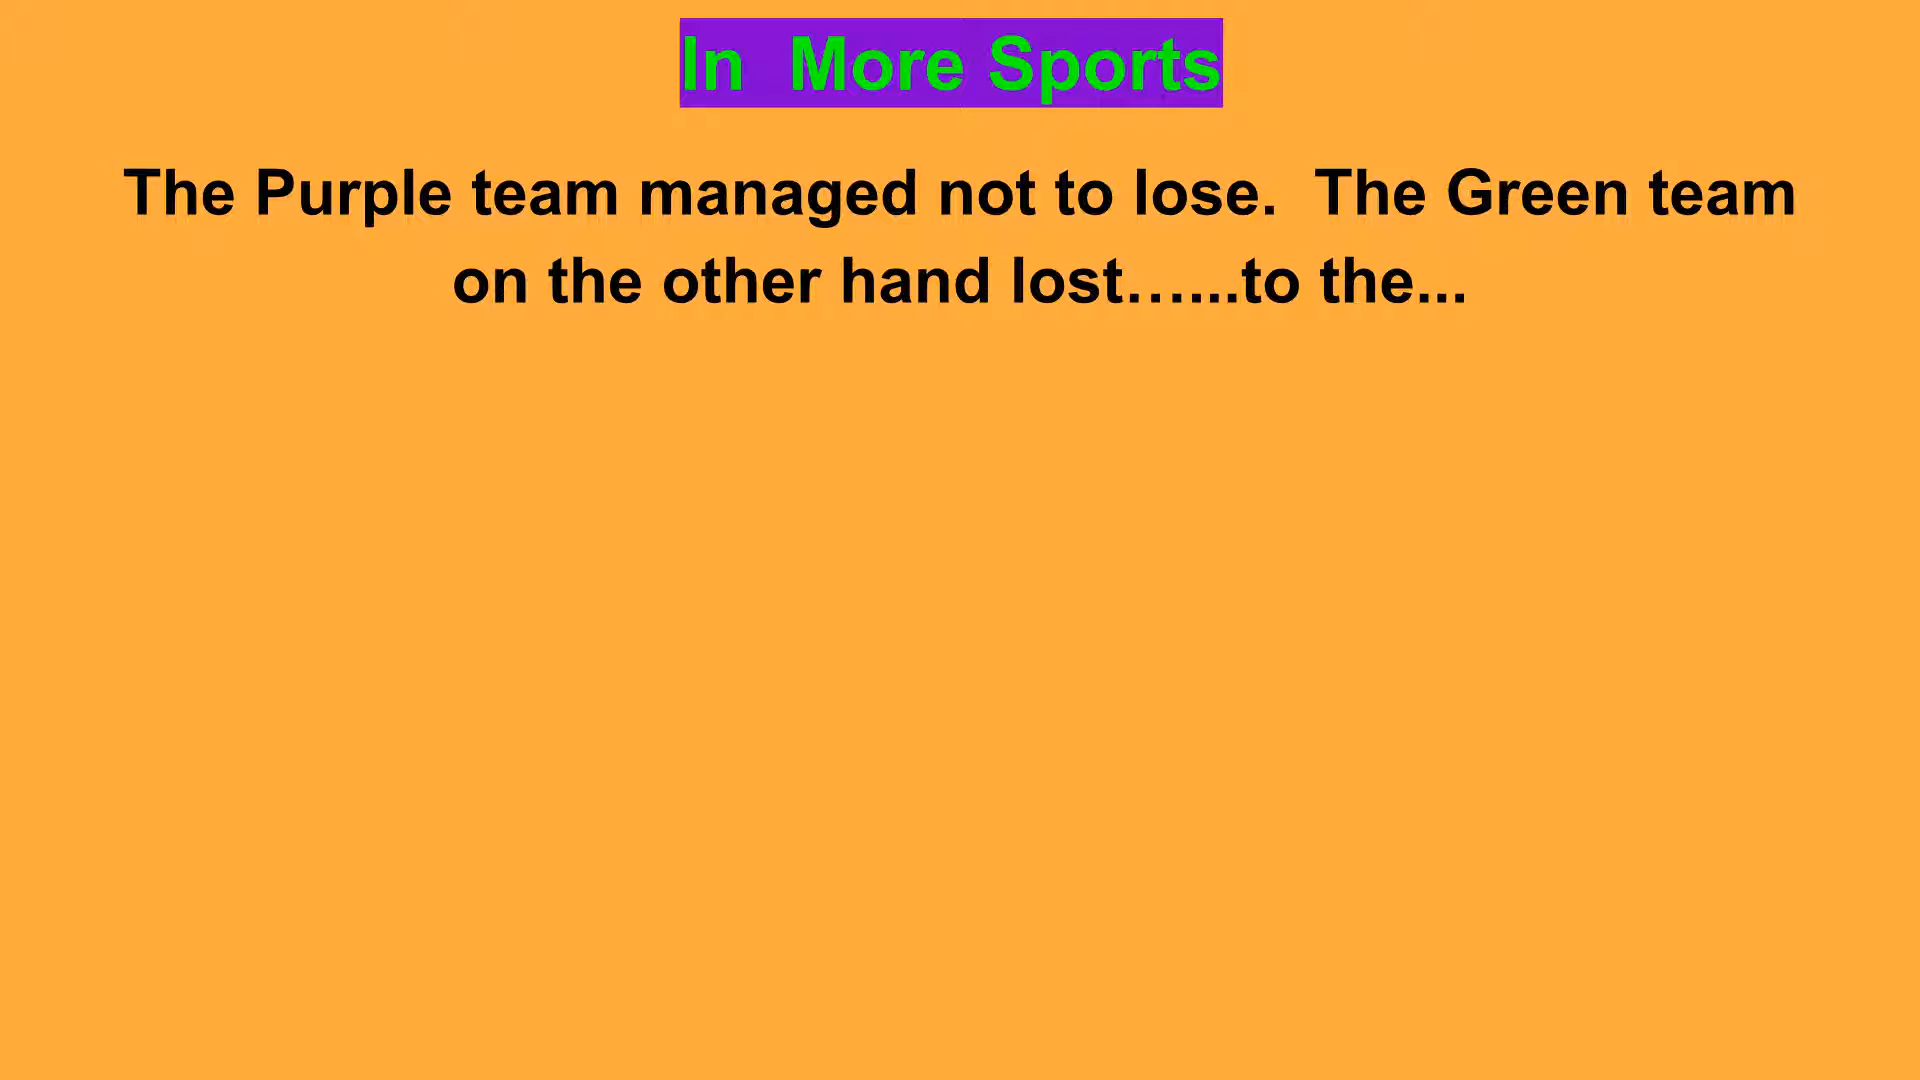 In  More Sports
The Purple team managed not to lose.  The Green team
on the other hand lost…...to the...